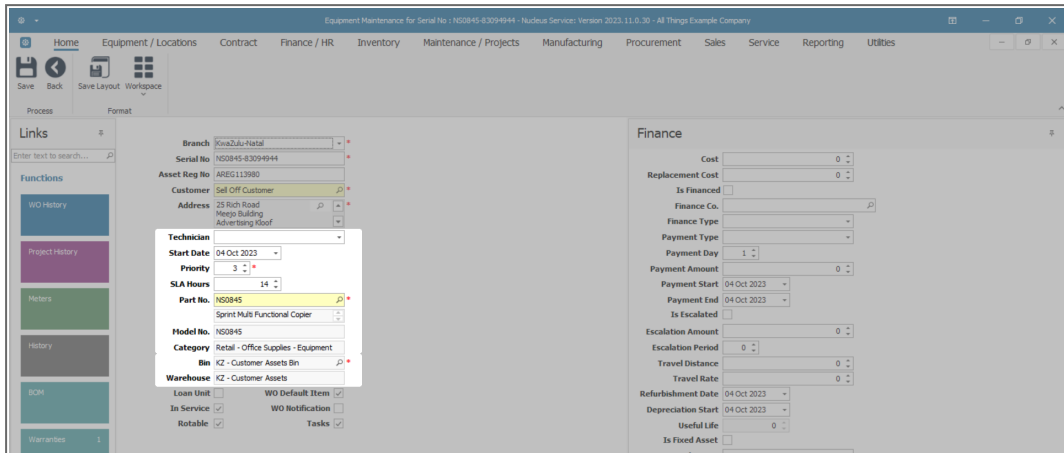 Equipment Maintenance for Serial No : NS0845-83094944 - Nucleus Service: Version 2023.11.0.30 - All Things Example Company
Home Equipment / Locations Contract Finance / HR Inventory Maintenance / Projects Manufacturing Procurement Sales Service Reporting Utilities
Save Back Save Layout Workspace
Process Format
Links
Enter text to search...
Functions
WO History
Project History
Meters
History
BOM
Warranties 1
Branch KwaZulu-Natal *
Serial No NS0845-83094944 *
Asset Reg No AREG113980
Customer Sell Off Customer *
Address 25 Rich Road *
Meejo Building
Advertising Kloof
Technician
Start Date 04 Oct 2023
Priority 3 *
SLA Hours 14
Part No. NS0845 *
Sprint Multi Functional Copier
Model No. NS0845
Category Retail - Office Supplies - Equipment
Bin KZ - Customer Assets Bin *
Warehouse KZ - Customer Assets
Loan Unit WO Default Item
In Service WO Notification
Rotable Tasks
Finance
Cost 0
Replacement Cost 0
Is Financed
Finance Co.
Finance Type
Payment Type
Payment Day 1
Payment Amount 0
Payment Start 04 Oct 2023
Payment End 04 Oct 2023
Is Escalated
Escalation Amount 0
Escalation Period 0
Travel Distance 0
Travel Rate 0
Refurbishment Date 04 Oct 2023
Depreciation Start 04 Oct 2023
Useful Life 0
Is Fixed Asset